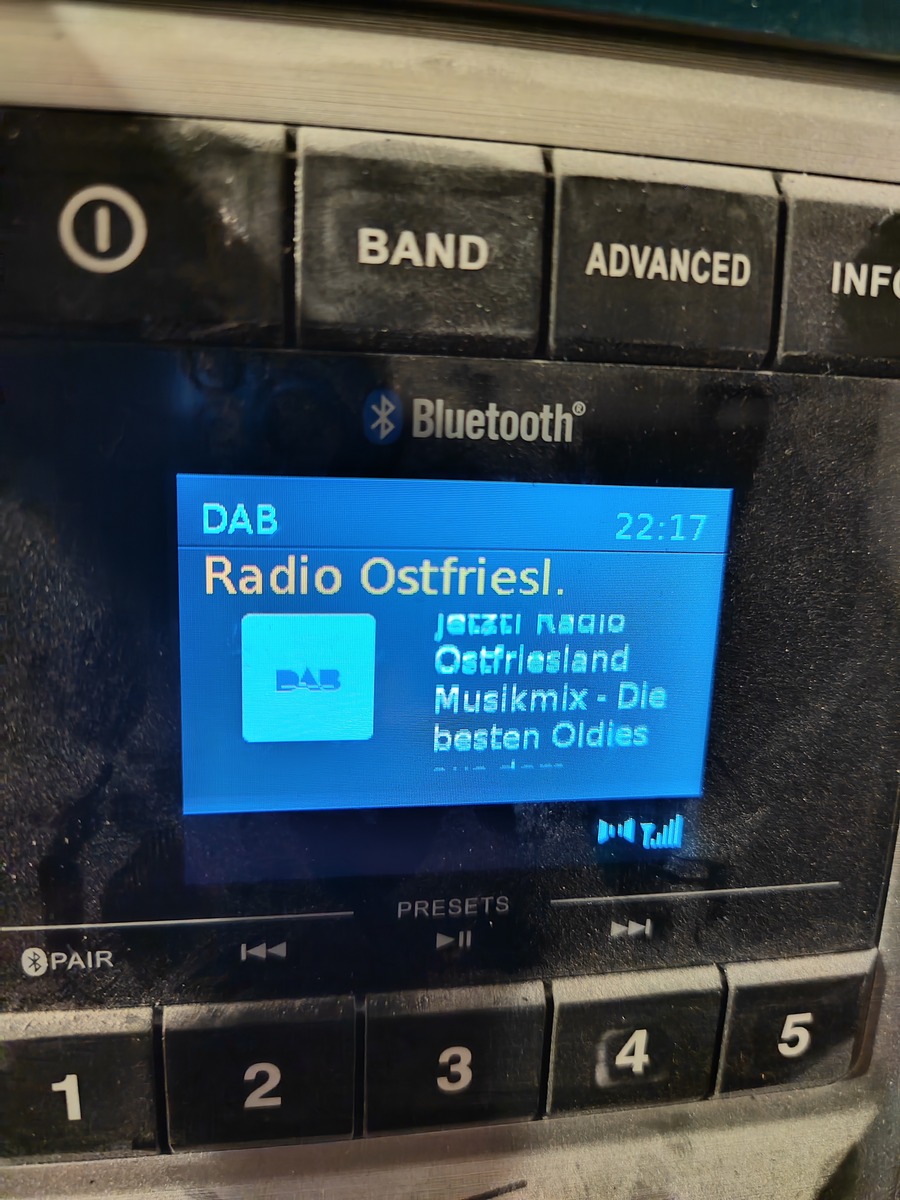 BAND
ADVANCED
INFO
Bluetooth®
DAB
22:17
Radio Ostfriesl.
DAB
Jetzt! Radio
Ostfriesland
Musikmix - Die
besten Oldies
PRESETS
PAIR
1
2
3
4
5